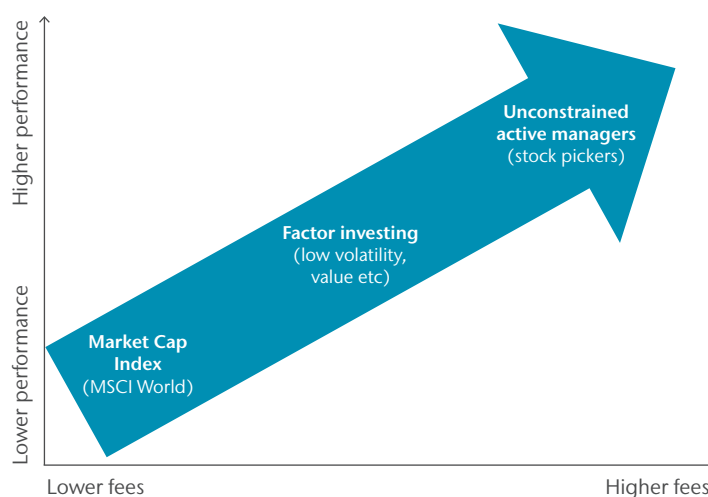 Higher performance
Lower performance
Unconstrained
active managers
(stock pickers)
Factor investing
(low volatility,
value etc)
Market Cap
Index
(MSCI World)
Lower fees
Higher fees